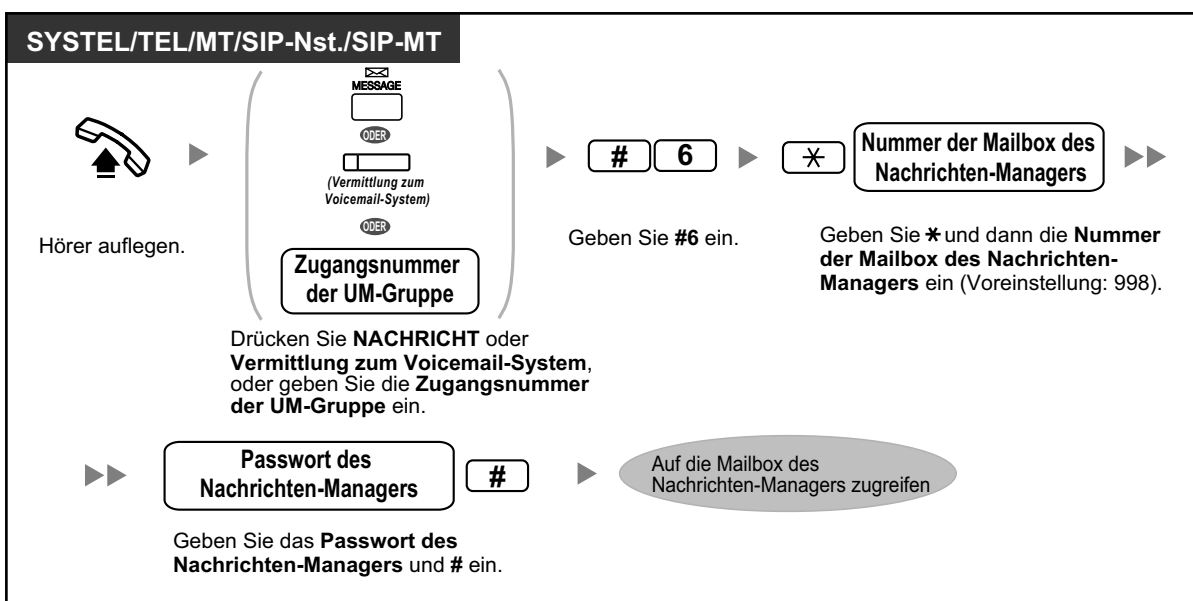 SYSTEL/TEL/MT/SIP-Nst./SIP-MT
Hörer auflegen.
MESSAGE
ODER
(Vermittlung zum
Voicemail-System)
ODER
Zugangsnummer
der UM-Gruppe
Drücken Sie NACHRICHT oder
Vermittlung zum Voicemail-System,
oder geben Sie die Zugangsnummer
der UM-Gruppe ein.
# 6
Geben Sie #6 ein.
* Nummer der Mailbox des
Nachrichten-Managers
Geben Sie * und dann die Nummer
der Mailbox des Nachrichten-
Managers ein (Voreinstellung: 998).
Passwort des
Nachrichten-Managers #
Geben Sie das Passwort des
Nachrichten-Managers und # ein.
Auf die Mailbox des
Nachrichten-Managers zugreifen